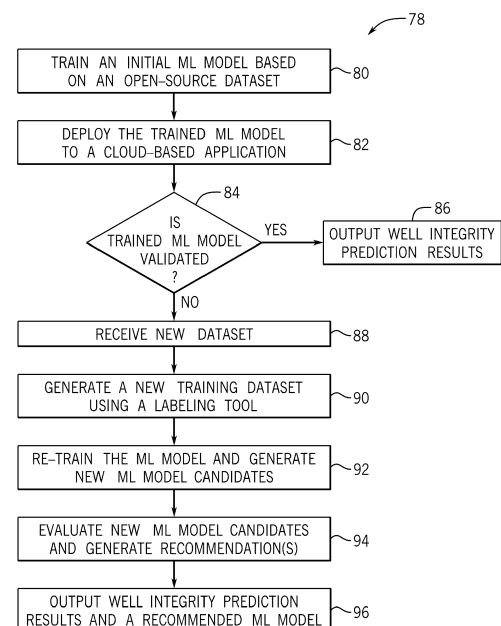 78
TRAIN AN INITIAL ML MODEL BASED
ON AN OPEN-SOURCE DATASET
80
DEPLOY THE TRAINED ML MODEL
TO A CLOUD-BASED APPLICATION
82
84
IS
TRAINED ML MODEL
VALIDATED
?
YES
86
OUTPUT WELL INTEGRITY
PREDICTION RESULTS
NO
RECEIVE NEW DATASET
88
GENERATE A NEW TRAINING DATASET
USING A LABELING TOOL
90
RE-TRAIN THE ML MODEL AND GENERATE
NEW ML MODEL CANDIDATES
92
EVALUATE NEW ML MODEL CANDIDATES
AND GENERATE RECOMMENDATION(S)
94
OUTPUT WELL INTEGRITY PREDICTION
RESULTS AND A RECOMMENDED ML MODEL
96